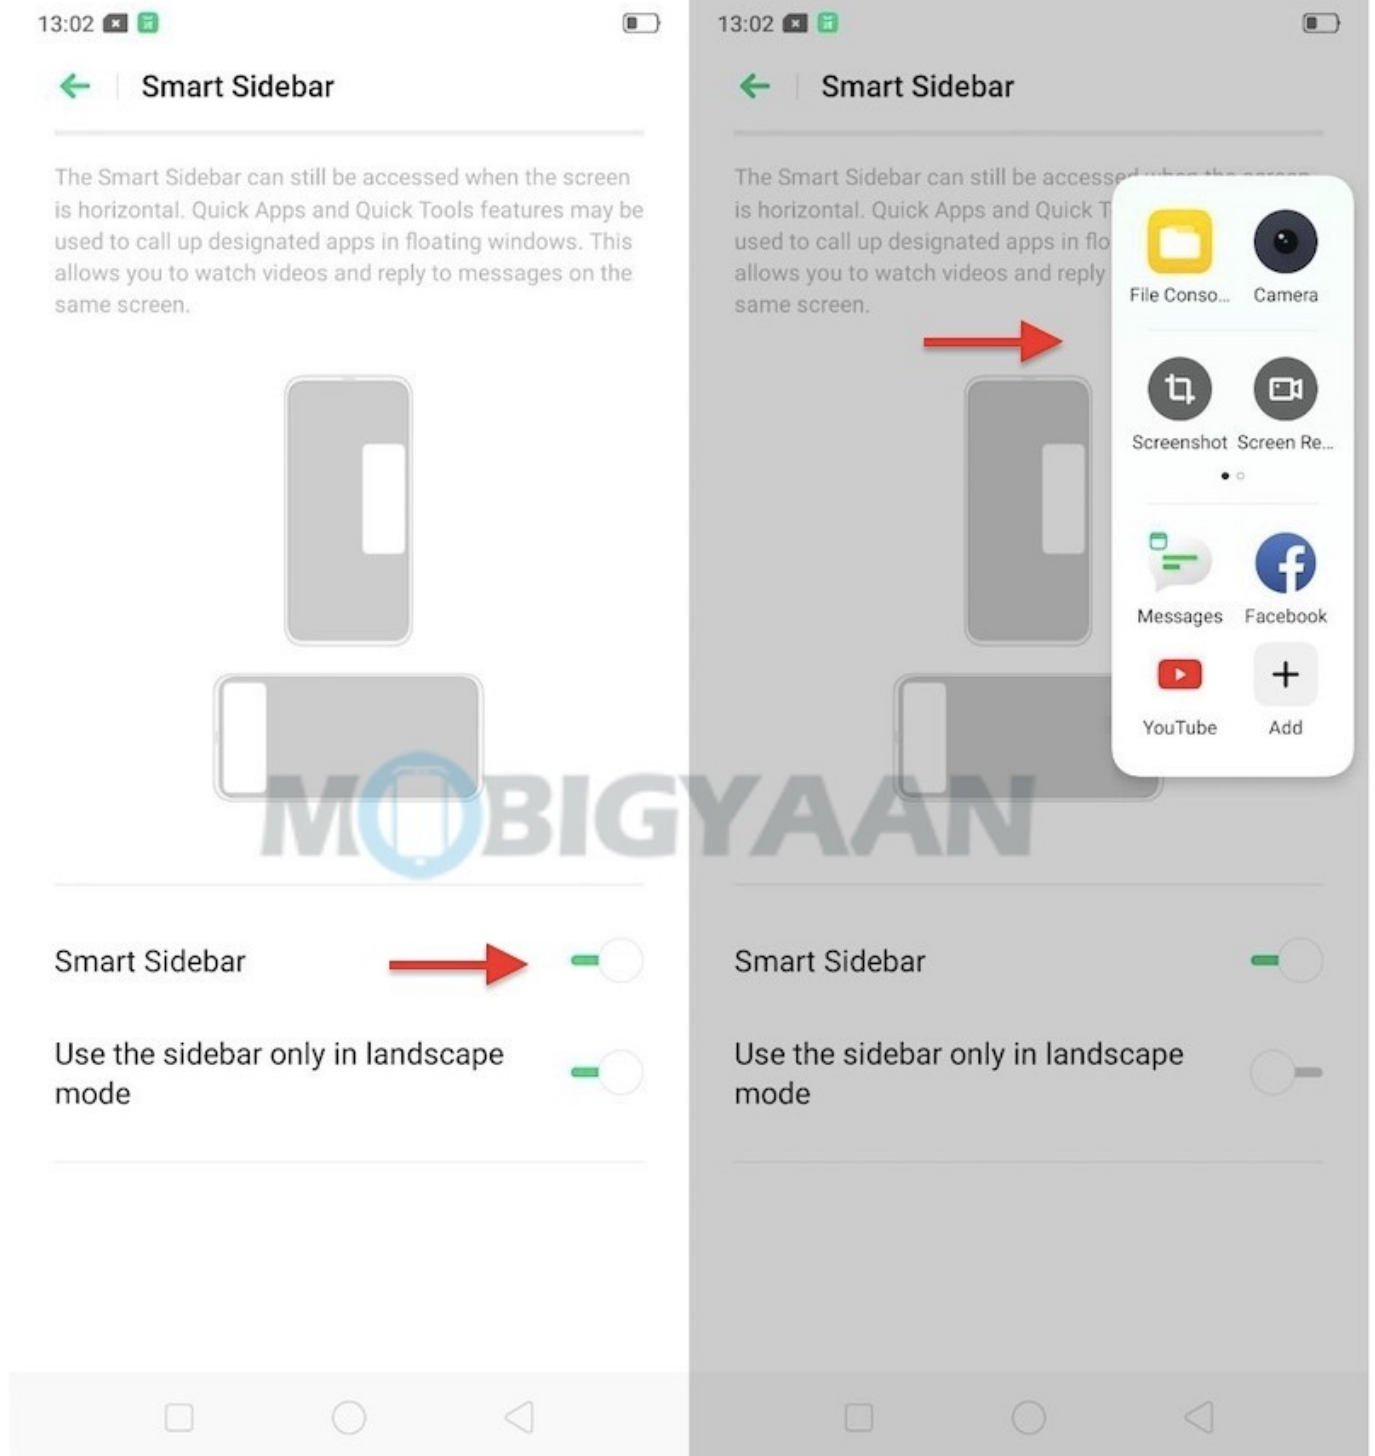 13:02
Smart Sidebar
The Smart Sidebar can still be accessed when the screen
is horizontal. Quick Apps and Quick Tools features may be
used to call up designated apps in floating windows. This
allows you to watch videos and reply to messages on the
same screen.
Smart Sidebar
Use the sidebar only in landscape
mode
13:02
Smart Sidebar
The Smart Sidebar can still be accessed when the screen
is horizontal. Quick Apps and Quick T
used to call up designated apps in flo
allows you to watch videos and reply
same screen.
File Conso... Camera
Screenshot Screen Re...
Messages Facebook
YouTube Add
Smart Sidebar
Use the sidebar only in landscape
mode
MOBIGYAAN